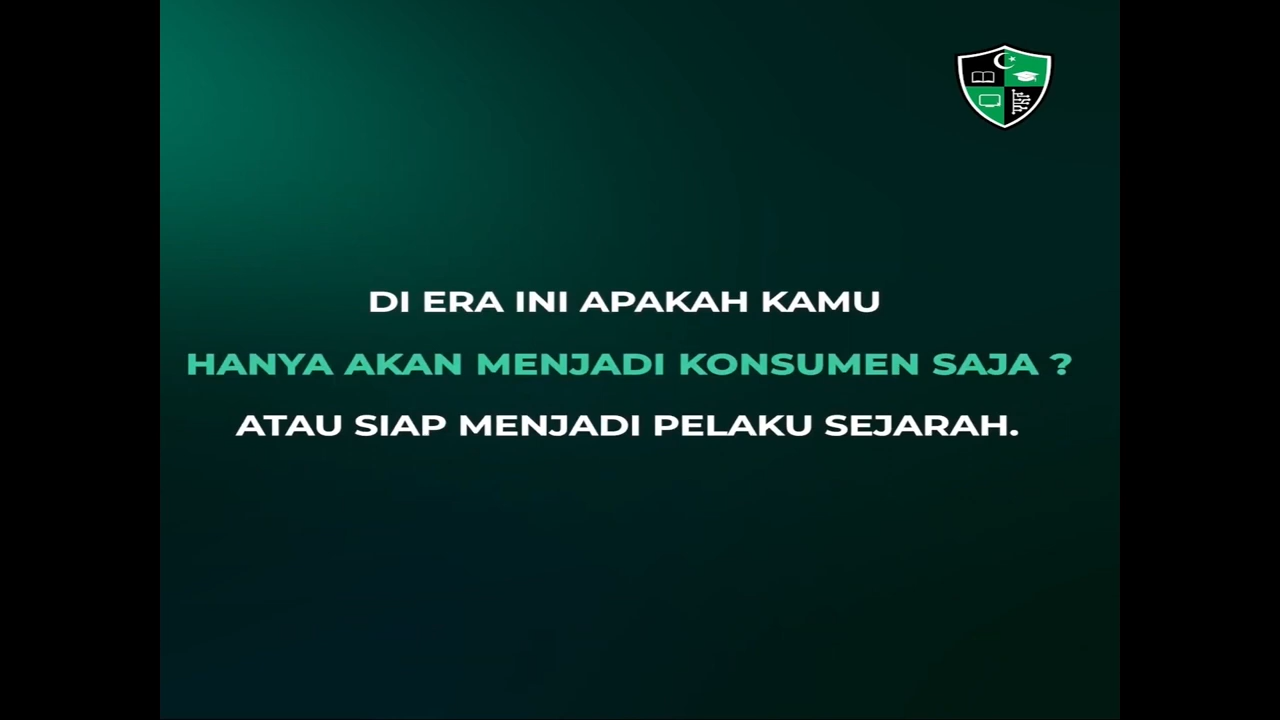 DI ERA INI APAKAH KAMU
HANYA AKAN MENJADI KONSUMEN SAJA ?
ATAU SIAP MENJADI PELAKU SEJARAH.